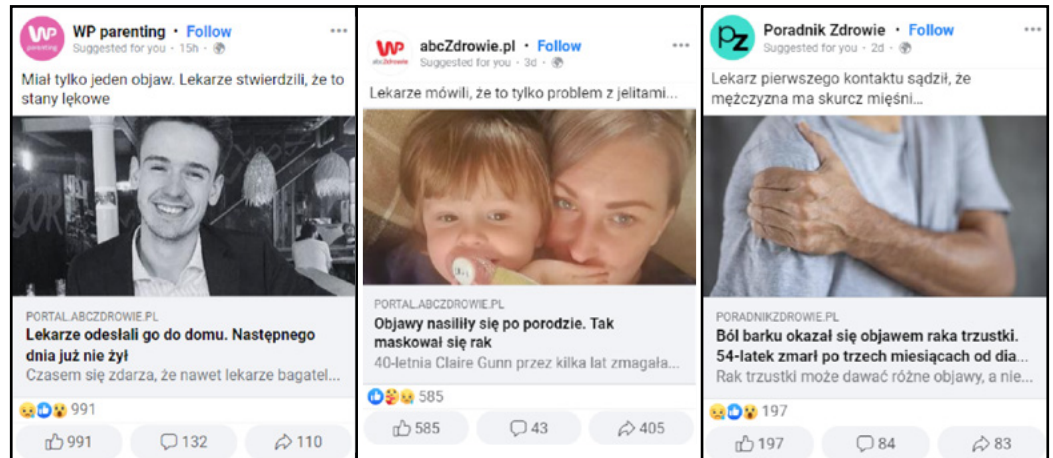 WP
parenting
WP parenting • Follow
Suggested for you · 15h ·
Miał tylko jeden objaw. Lekarze stwierdzili, że to
stany lękowe
PORTAL.ABCZDROWIE.PL
Lekarze odesłali go do domu. Następnego
dnia już nie żył
Czasem się zdarza, że nawet lekarze bagatel...
991
991
132
110
WP
abcZdrowie
abcZdrowie.pl • Follow
Suggested for you · 3d ·
Lekarze mówili, że to tylko problem z jelitami...
PORTAL.ABCZDROWIE.PL
Objawy nasiliły się po porodzie. Tak
maskował się rak
40-letnia Claire Gunn przez kilka lat zmagała...
585
585
43
405
pz
Poradnik Zdrowie • Follow
Suggested for you · 2d ·
Lekarz pierwszego kontaktu sądził, że
mężczyzna ma skurcz mięśni...
PORADNIKZDROWIE.PL
Ból barku okazał się objawem raka trzustki.
54-latek zmarł po trzech miesiącach od dia...
Rak trzustki może dawać różne objawy, a nie...
197
197
84
83